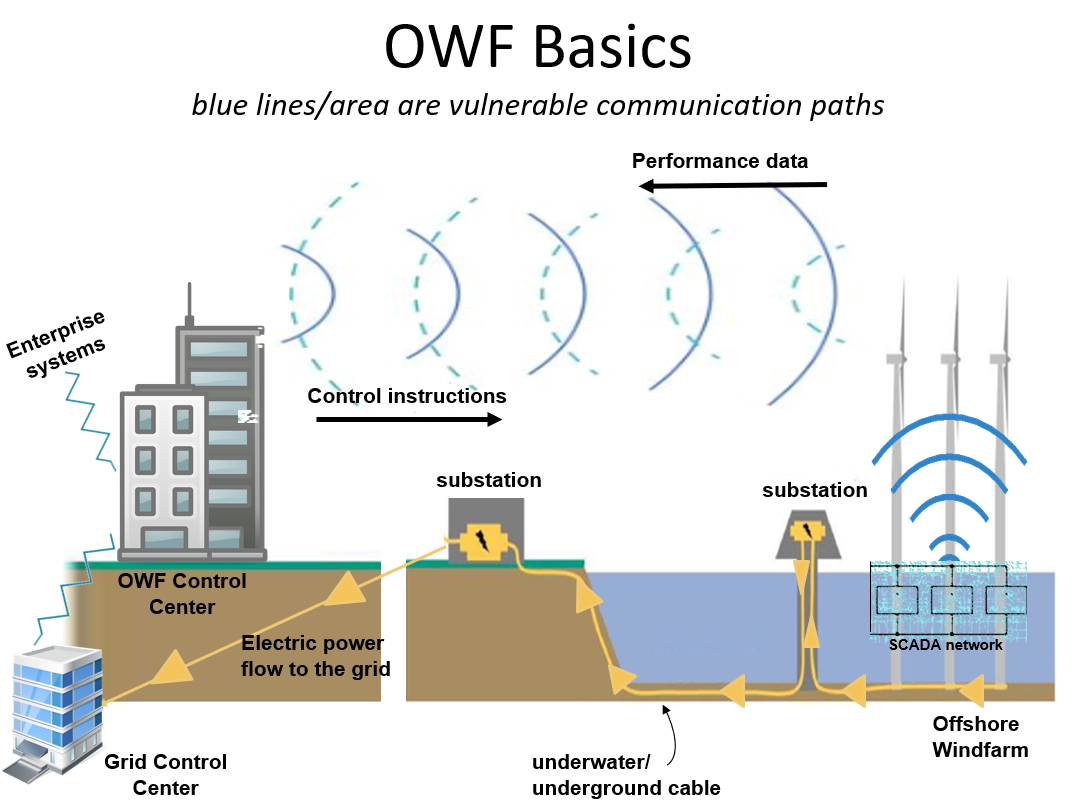 OWF Basics
blue lines/area are vulnerable communication paths
Performance data
Enterprise
systems
Control instructions
substation
substation
OWF Control
Center
Electric power
flow to the grid
SCADA network
Offshore
Windfarm
Grid Control
Center
underwater/
underground cable